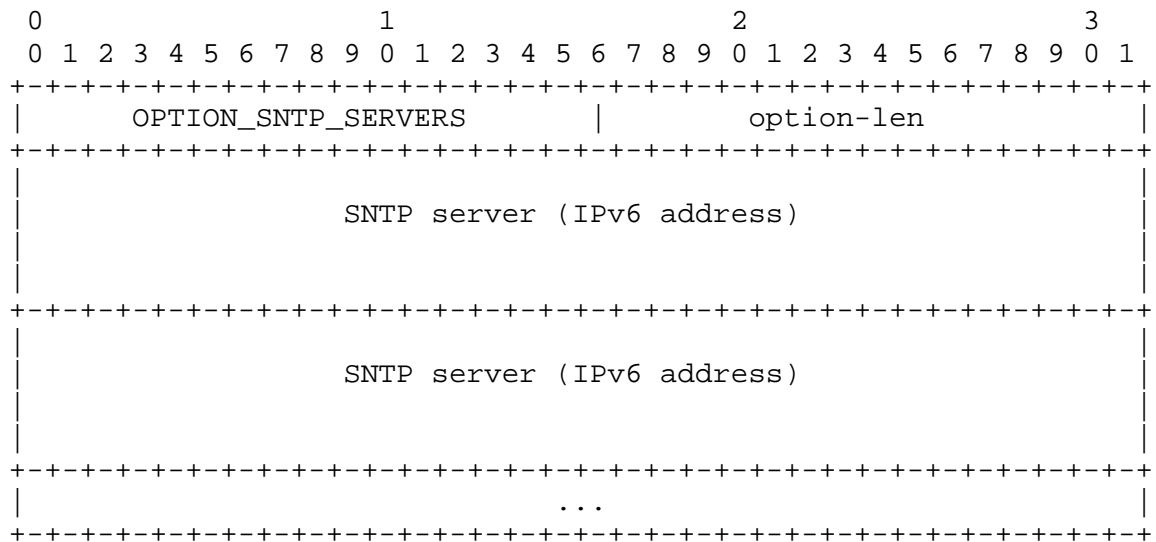 0                   1                   2                   3
 0 1 2 3 4 5 6 7 8 9 0 1 2 3 4 5 6 7 8 9 0 1 2 3 4 5 6 7 8 9 0 1
+-+-+-+-+-+-+-+-+-+-+-+-+-+-+-+-+-+-+-+-+-+-+-+-+-+-+-+-+-+-+-+-+
|      OPTION_SNTP_SERVERS       |        option-len            |
+-+-+-+-+-+-+-+-+-+-+-+-+-+-+-+-+-+-+-+-+-+-+-+-+-+-+-+-+-+-+-+-+
|                                                               |
|                  SNTP server (IPv6 address)                   |
|                                                               |
|                                                               |
+-+-+-+-+-+-+-+-+-+-+-+-+-+-+-+-+-+-+-+-+-+-+-+-+-+-+-+-+-+-+-+-+
|                                                               |
|                  SNTP server (IPv6 address)                   |
|                                                               |
|                                                               |
+-+-+-+-+-+-+-+-+-+-+-+-+-+-+-+-+-+-+-+-+-+-+-+-+-+-+-+-+-+-+-+-+
|                              ...                              |
+-+-+-+-+-+-+-+-+-+-+-+-+-+-+-+-+-+-+-+-+-+-+-+-+-+-+-+-+-+-+-+-+